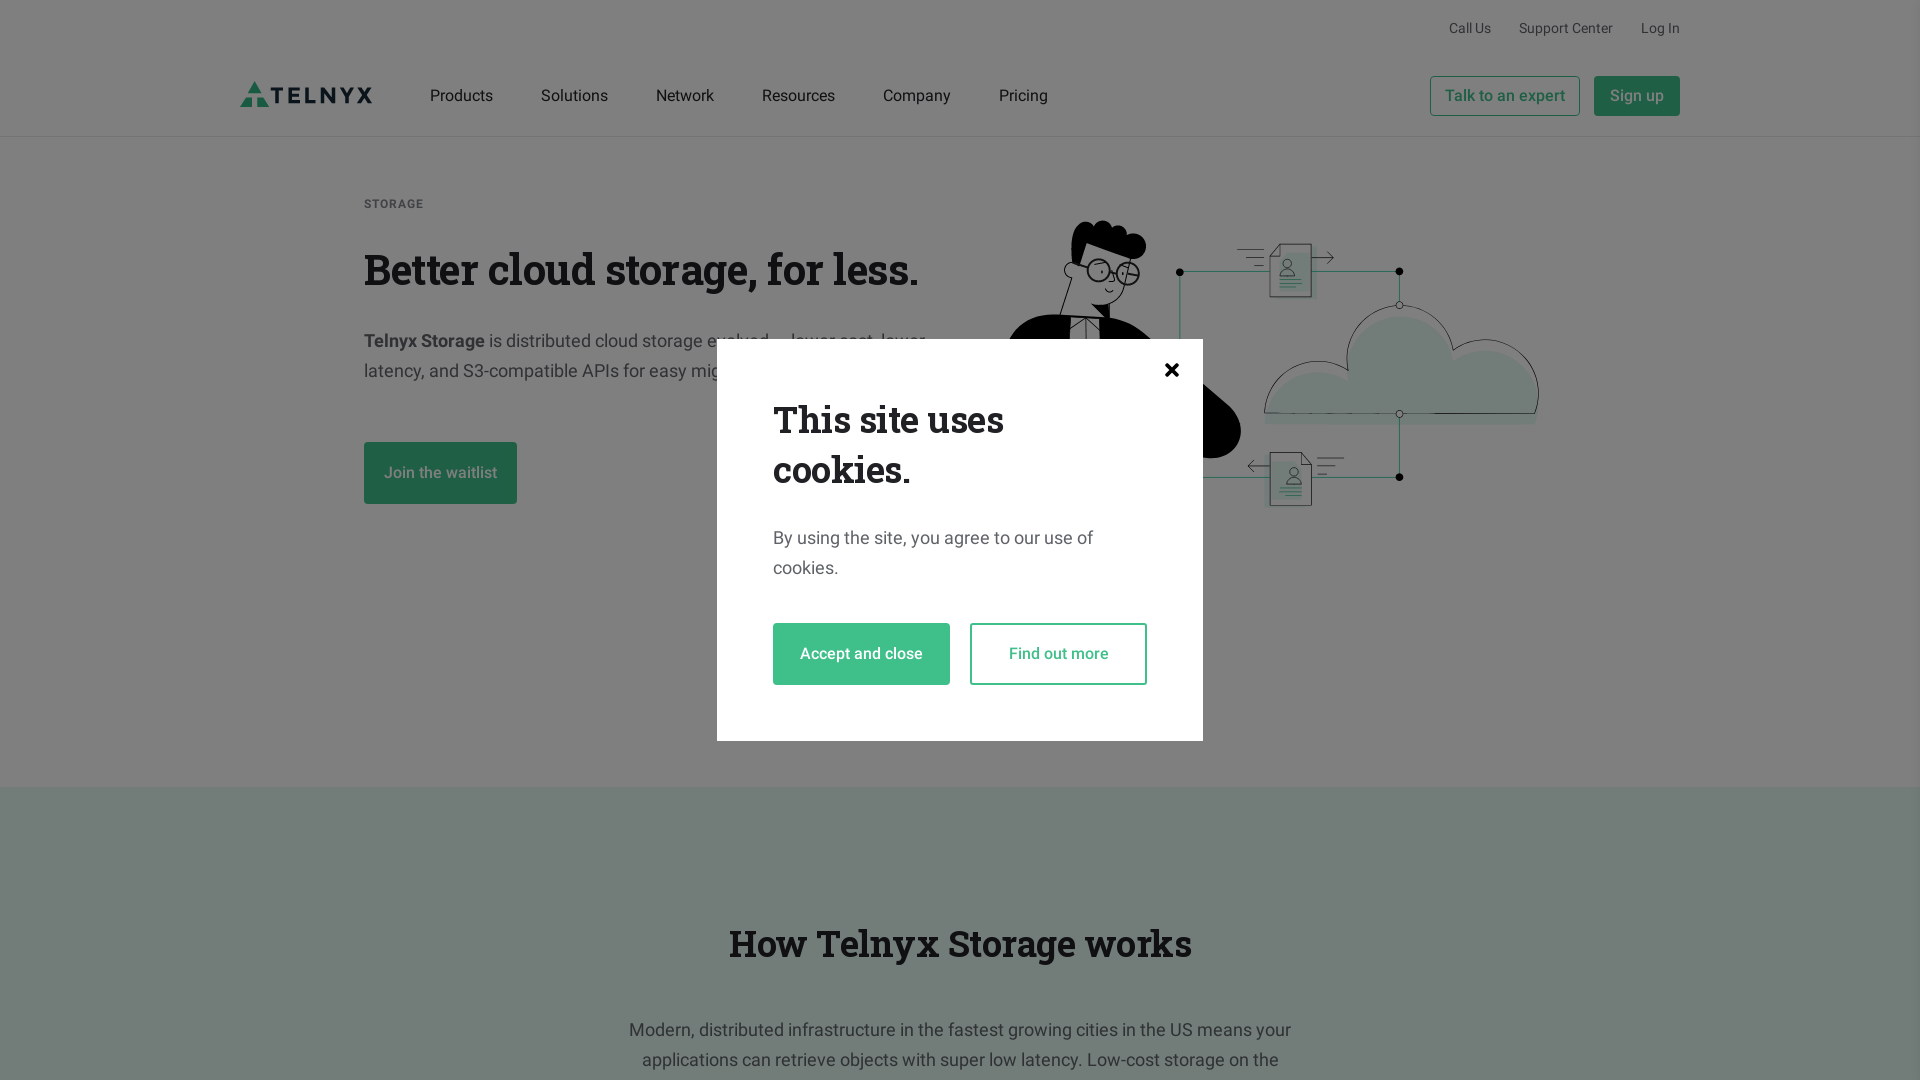 Call Us Support Center Log In
TELNYX Products Solutions Network Resources Company Pricing Talk to an expert Sign up
STORAGE
Better cloud storage, for less.
Telnyx Storage is distributed cloud storage
latency, and S3-compatible APIs for easy
Join the waitlist
This site uses
cookies.
By using the site, you agree to our use of
cookies.
Accept and close Find out more
How Telnyx Storage works
Modern, distributed infrastructure in the fastest growing cities in the US means your
applications can retrieve objects with super low latency. Low-cost storage on the